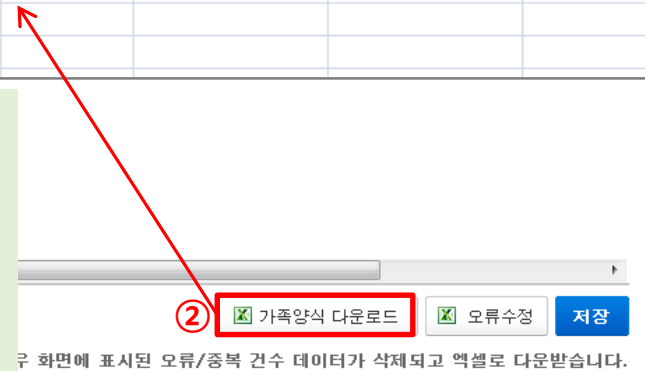 ② 가족양식 다운로드 오류수정 저장
우 화면에 표시된 오류/중복 건수 데이터가 삭제되고 엑셀로 다운받습니다.